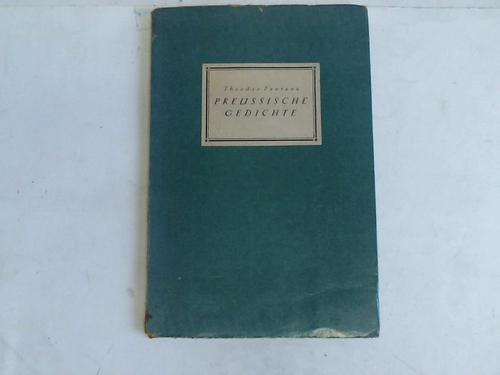 Theodor Fontane
PREUSSISCHE
GEDICHTE